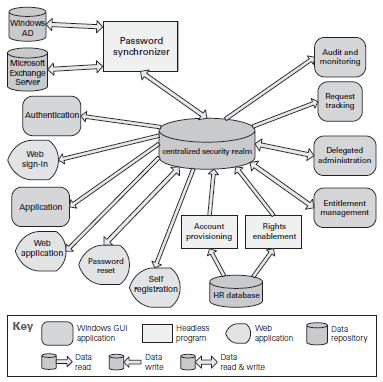 Windows
AD
Password
synchronizer
Microsoft
Exchange
Server
Audit and
monitoring
Request
tracking
Authentication
centralized security realm
Web
sign-in
Delegated
administration
Application
Entitlement
management
Web
application
Password
reset
Self
registration
Account
provisioning
Rights
enablement
HR database
Key
Windows GUI
application
Headless
program
Web
application
Data
repository
Data
read
Data
write
Data
read & write